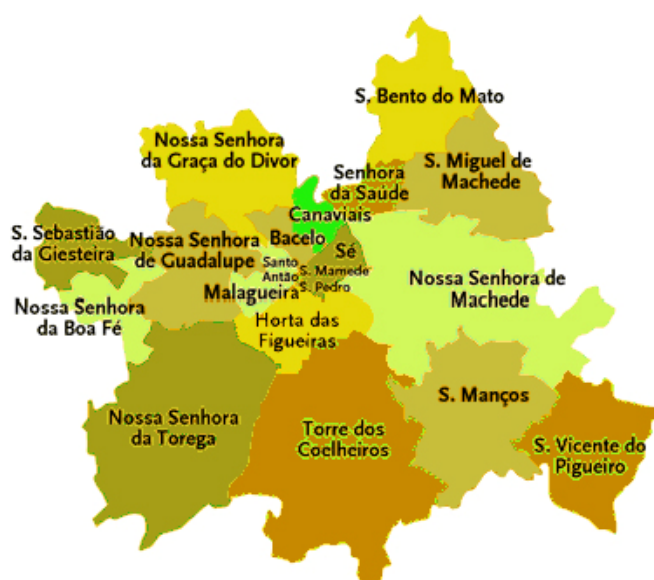 S. Bento do Mato
Nossa Senhora
da Graça do Divor
S. Miguel de
Machede
Senhora
da Saúde
Canaviais
S. Sebastião
da Giesteira
Nossa Senhora
de Guadalupe
Bacelo
Sé
Santo
Antão
S. Mamede
S. Pedro
Malagueira
Nossa Senhora de
Machede
Nossa Senhora
da Boa Fé
Horta das
Figueiras
S. Manços
Nossa Senhora
da Torega
Torre dos
Coelheiros
S. Vicente do
Pigueiro